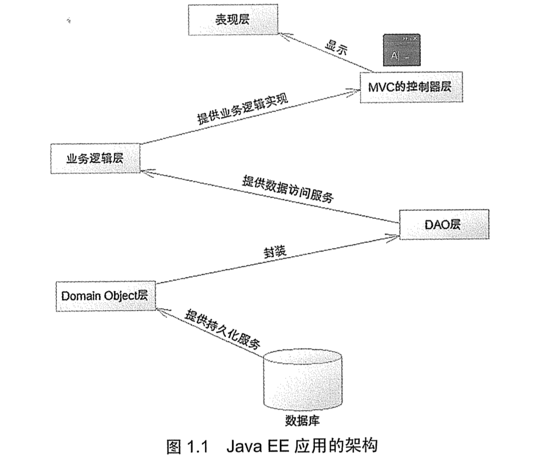 表现层
显示
MVC的控制器层
提供业务逻辑实现
业务逻辑层
提供数据访问服务
DAO层
封装
Domain Object层
提供持久化服务
数据库
图 1.1 Java EE 应用的架构